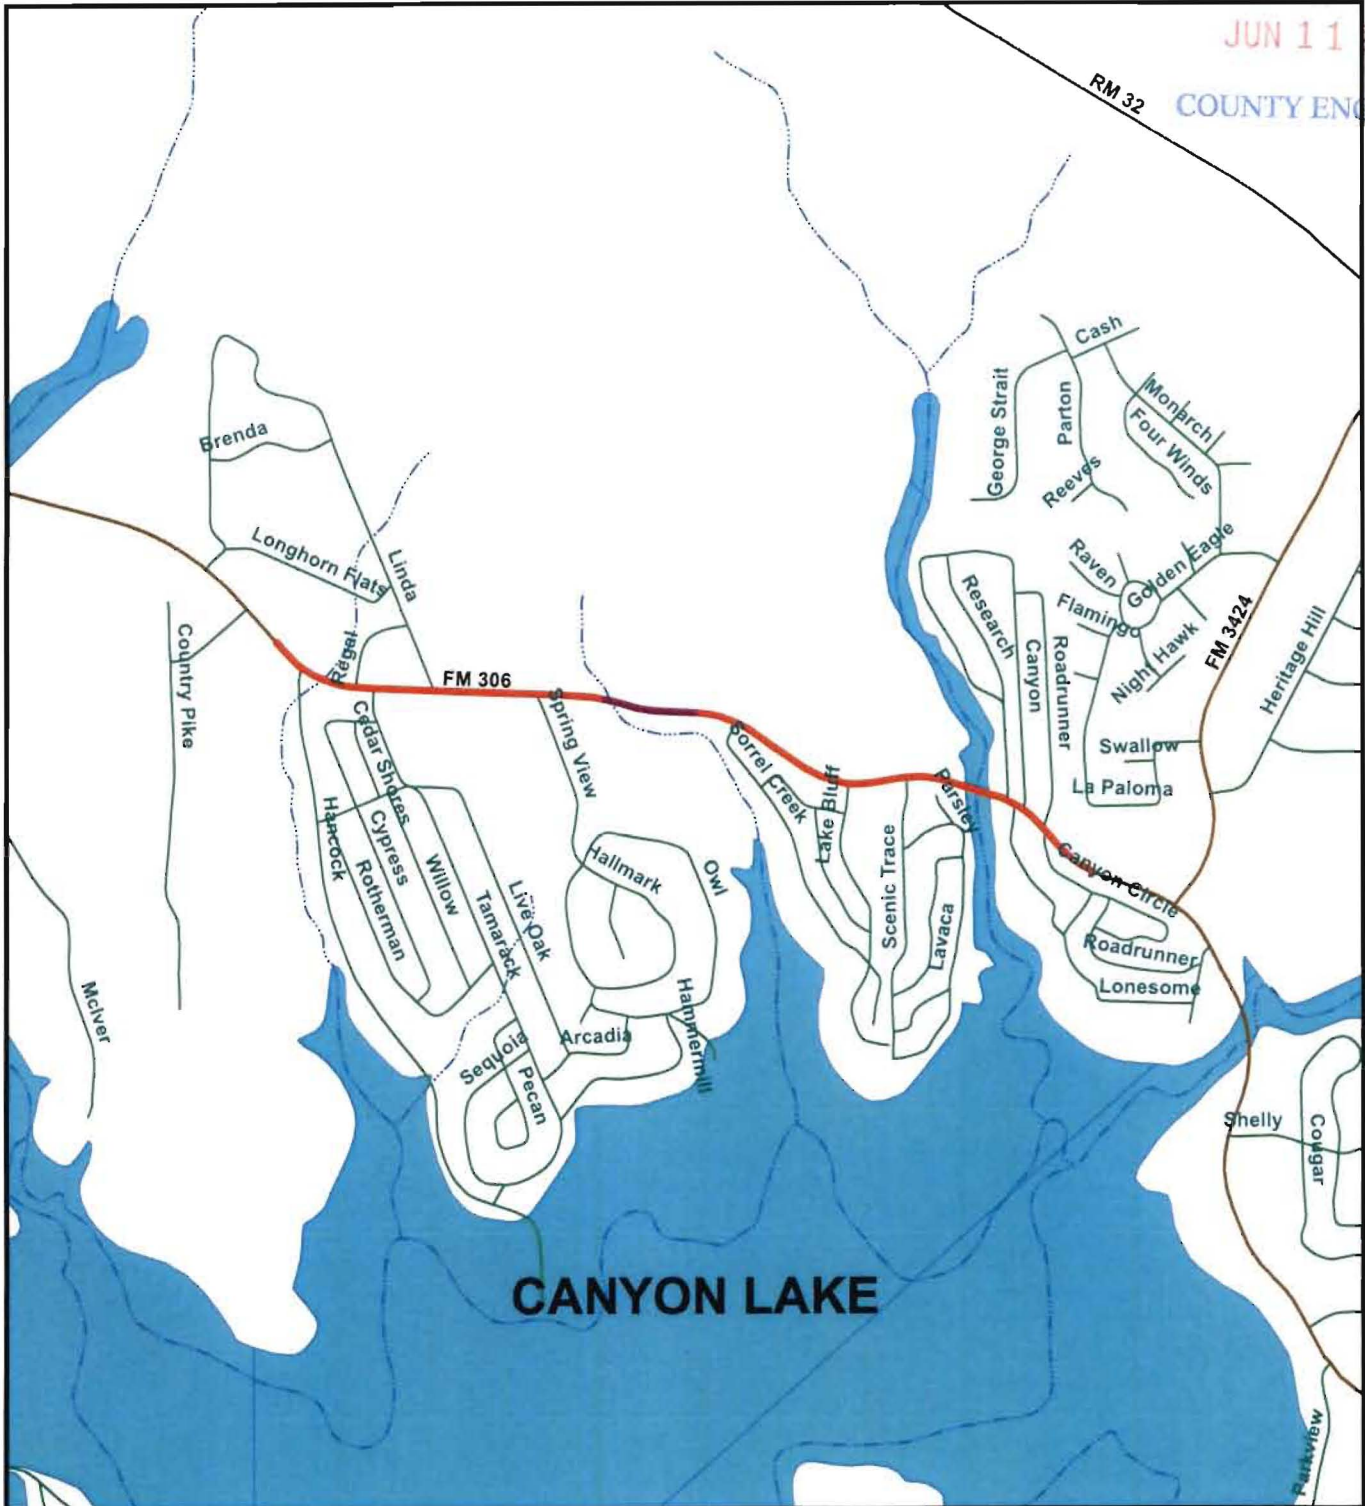 JUN 11
RM 32
COUNTY ENG
Cash
George Strait
Parton
Monarch
Four Winds
Reeves
Brenda
Longhorn Flats
Linda
Raven
Golden Eagle
Research
Flamingo
Night Hawk
FM 3424
Heritage Hill
Country Pike
Regal
FM 306
Canyon
Roadrunner
Cedar Shores
Spring View
Sorrel Creek
Swallow
La Paloma
Lake Bluff
Parsley
Hancock
Cypress
Rotherman
Willow
Tamarack
Live Oak
Hallmark
Owl
Scenic Trace
Lavaca
Canyon Circle
Roadrunner
Lonesome
McIver
Hammermill
Arcadia
Sequoia
Pecan
Shelly
Cougar
CANYON LAKE
Parkview